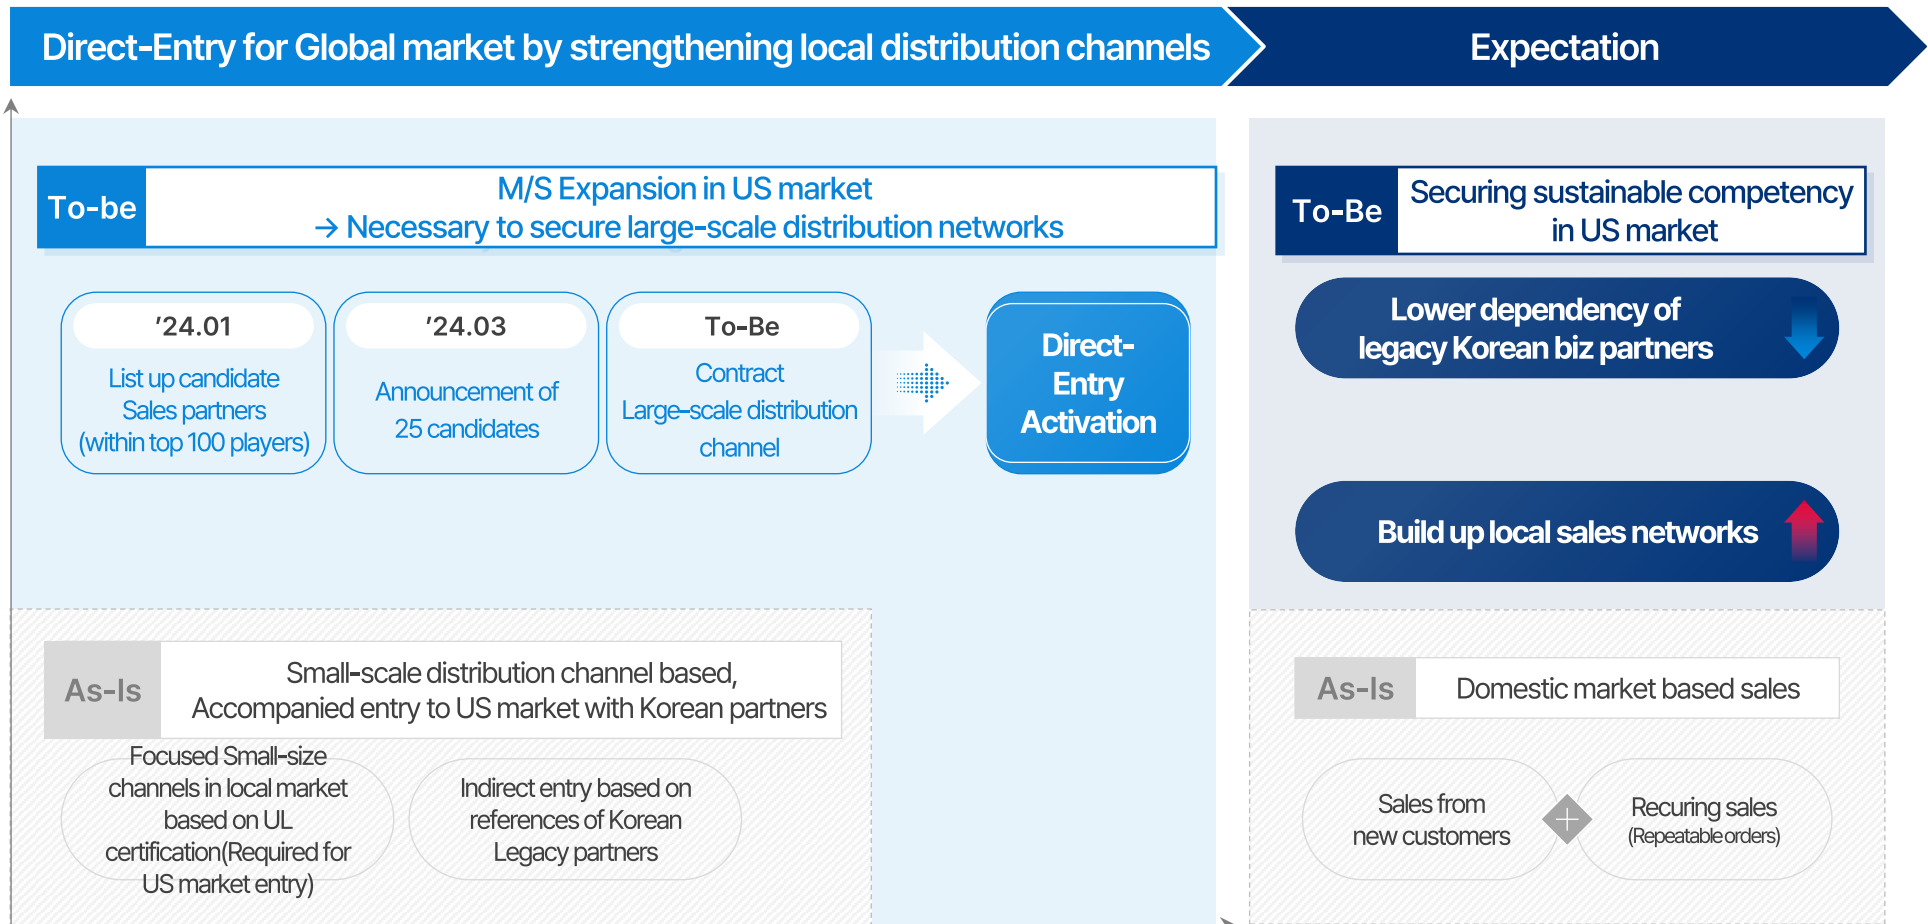 Direct-Entry for Global market by strengthening local distribution channels
Expectation
To-be
M/S Expansion in US market
→ Necessary to secure large-scale distribution networks
'24.01
List up candidate
Sales partners
(within top 100 players)
'24.03
Announcement of
25 candidates
To-Be
Contract
Large-scale distribution
channel
Direct-
Entry
Activation
As-Is
Small-scale distribution channel based,
Accompanied entry to US market with Korean partners
Focused Small-size
channels in local market
based on UL
certification(Required for
US market entry)
Indirect entry based on
references of Korean
Legacy partners
To-Be
Securing sustainable competency
in US market
Lower dependency of
legacy Korean biz partners
Build up local sales networks
As-Is
Domestic market based sales
Sales from
new customers
Recuring sales
(Repeatable orders)